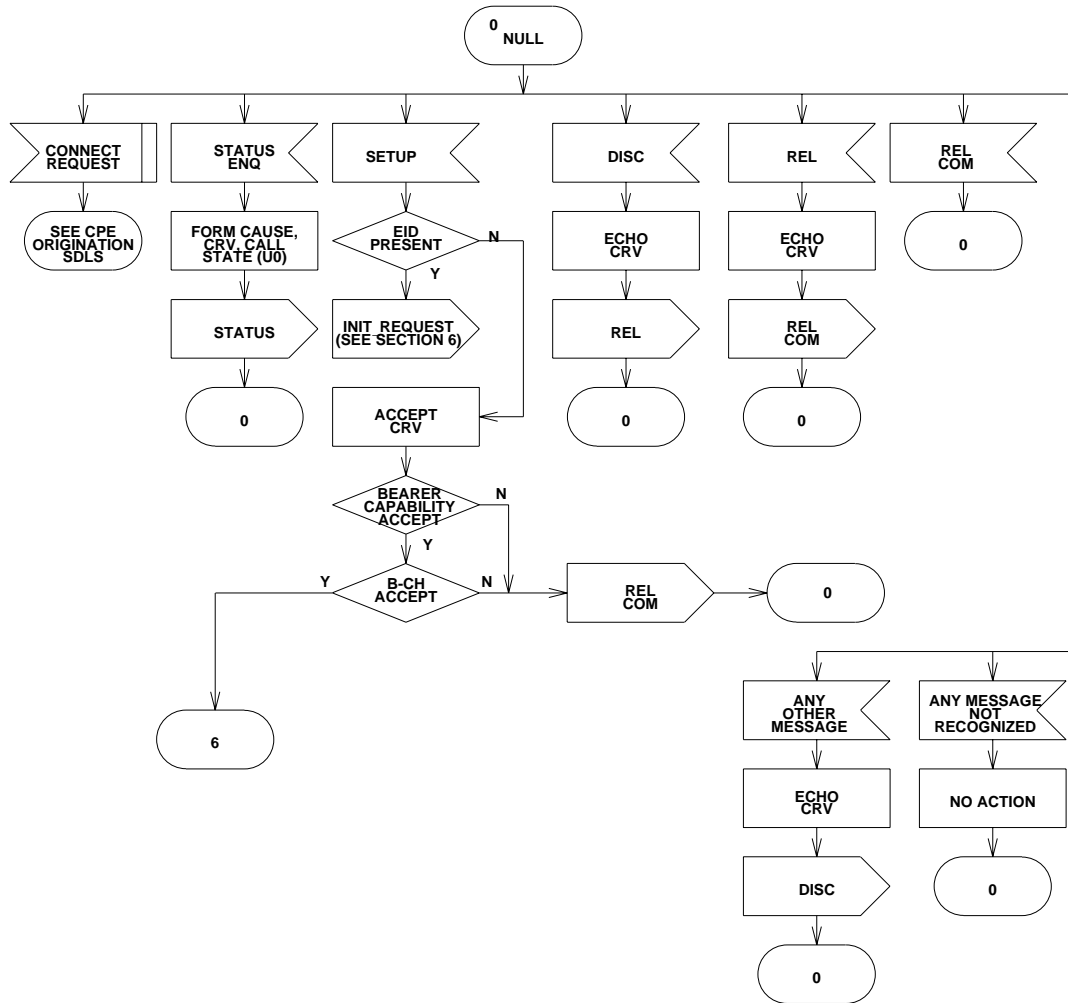 0
NULL
CONNECT
REQUEST
STATUS
ENQ
SETUP
DISC
REL
REL
COM
SEE CPE
ORIGINATION
SDLS
FORM CAUSE,
CRV, CALL
STATE (U0)
EID
PRESENT
N
Y
ECHO
CRV
ECHO
CRV
0
STATUS
INIT_REQUEST
(SEE SECTION 6)
REL
REL
COM
0
ACCEPT
CRV
0
0
BEARER
CAPABILITY
ACCEPT
N
Y
Y
B-CH
ACCEPT
N
REL
COM
0
6
ANY
OTHER
MESSAGE
ANY MESSAGE
NOT
RECOGNIZED
ECHO
CRV
NO ACTION
DISC
0
0